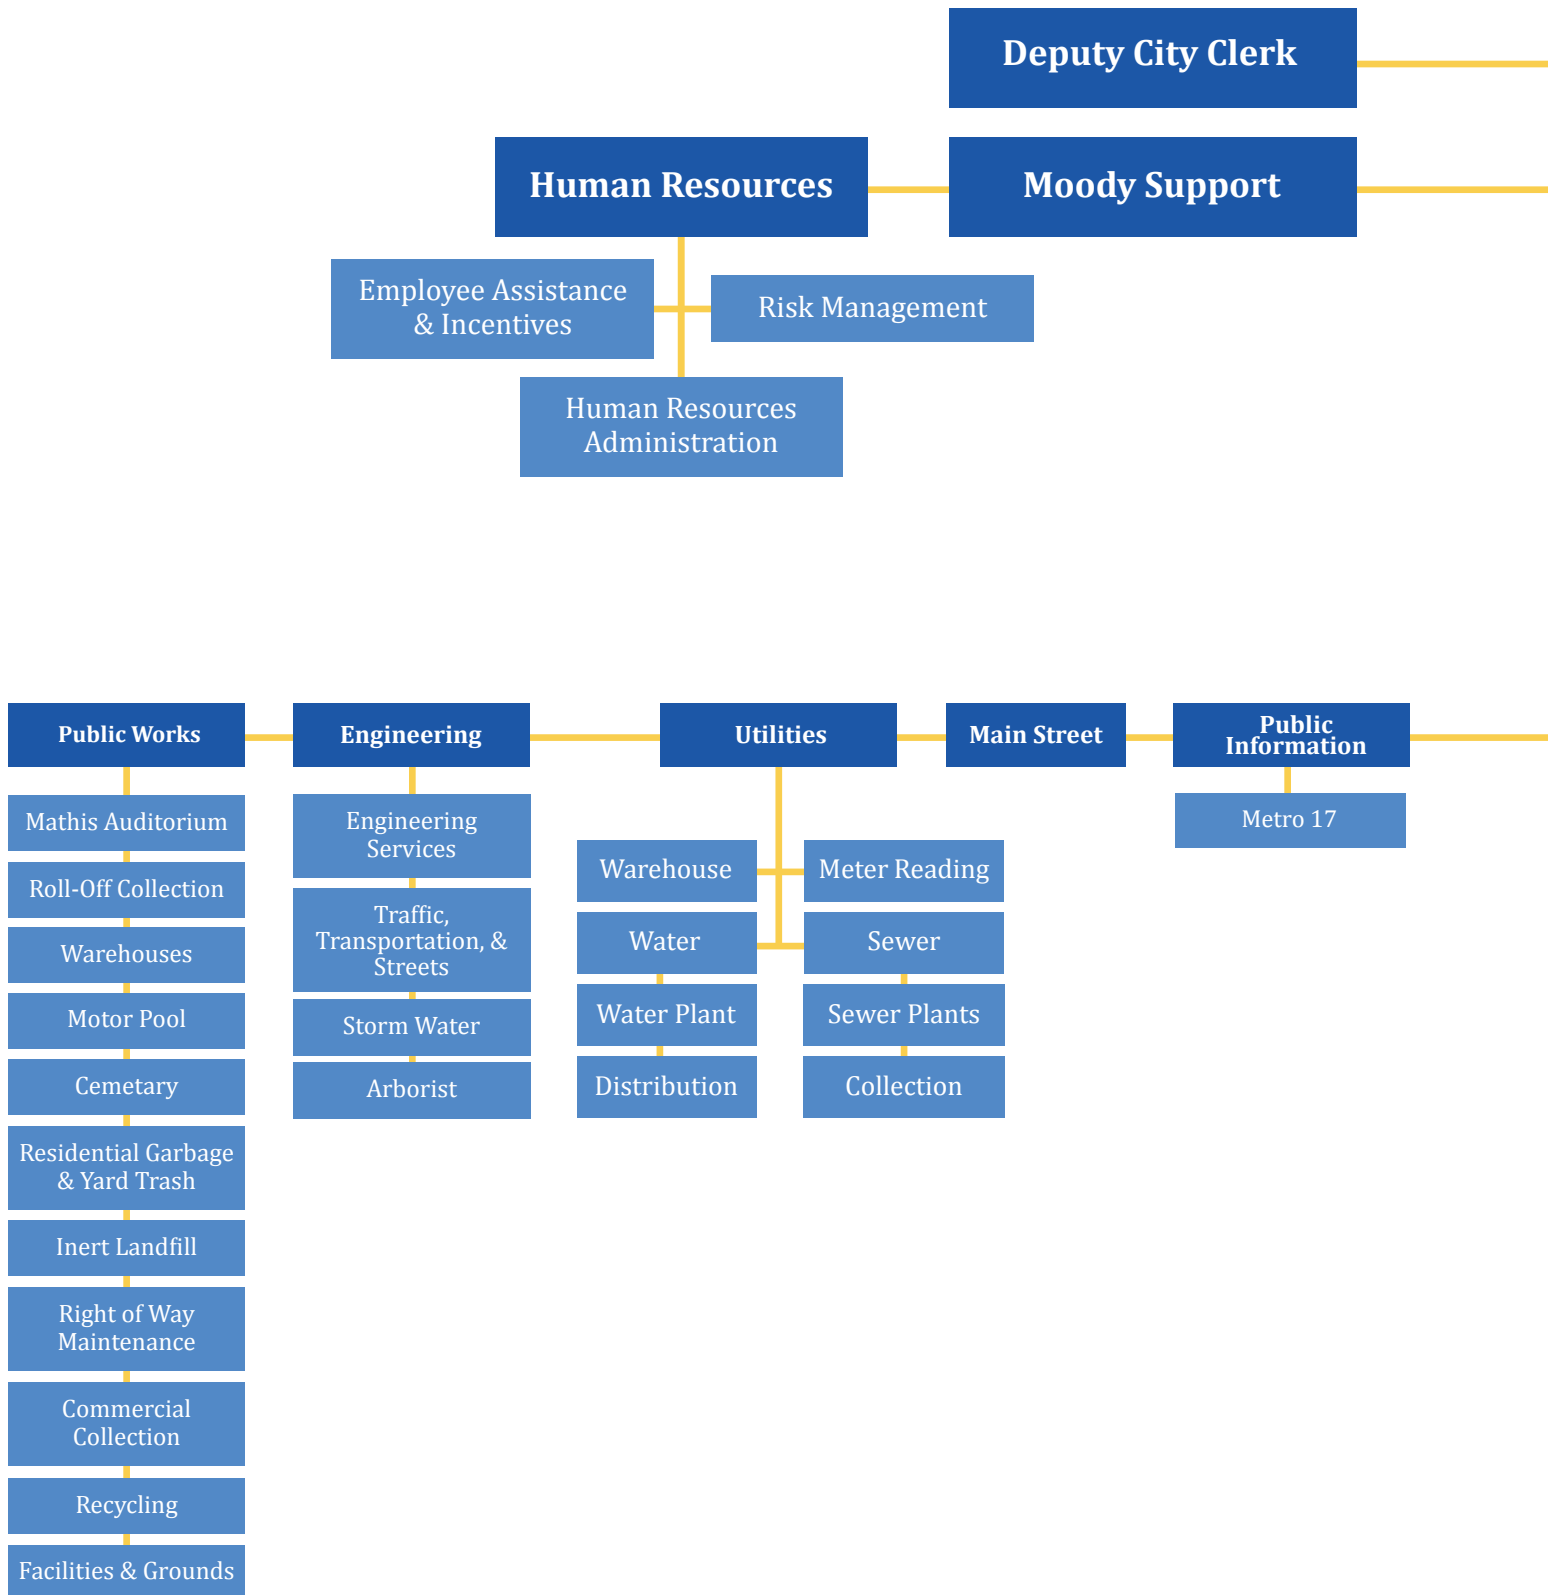 Deputy City Clerk
Human Resources
Moody Support
Employee Assistance
& Incentives
Risk Management
Human Resources
Administration
Public Works
Engineering
Utilities
Main Street
Public
Information
Mathis Auditorium
Roll-Off Collection
Warehouses
Motor Pool
Cemetary
Residential Garbage
& Yard Trash
Inert Landfill
Right of Way
Maintenance
Commercial
Collection
Recycling
Facilities & Grounds
Engineering
Services
Traffic,
Transportation, &
Streets
Storm Water
Arborist
Warehouse
Meter Reading
Water
Sewer
Water Plant
Sewer Plants
Distribution
Collection
Metro 17